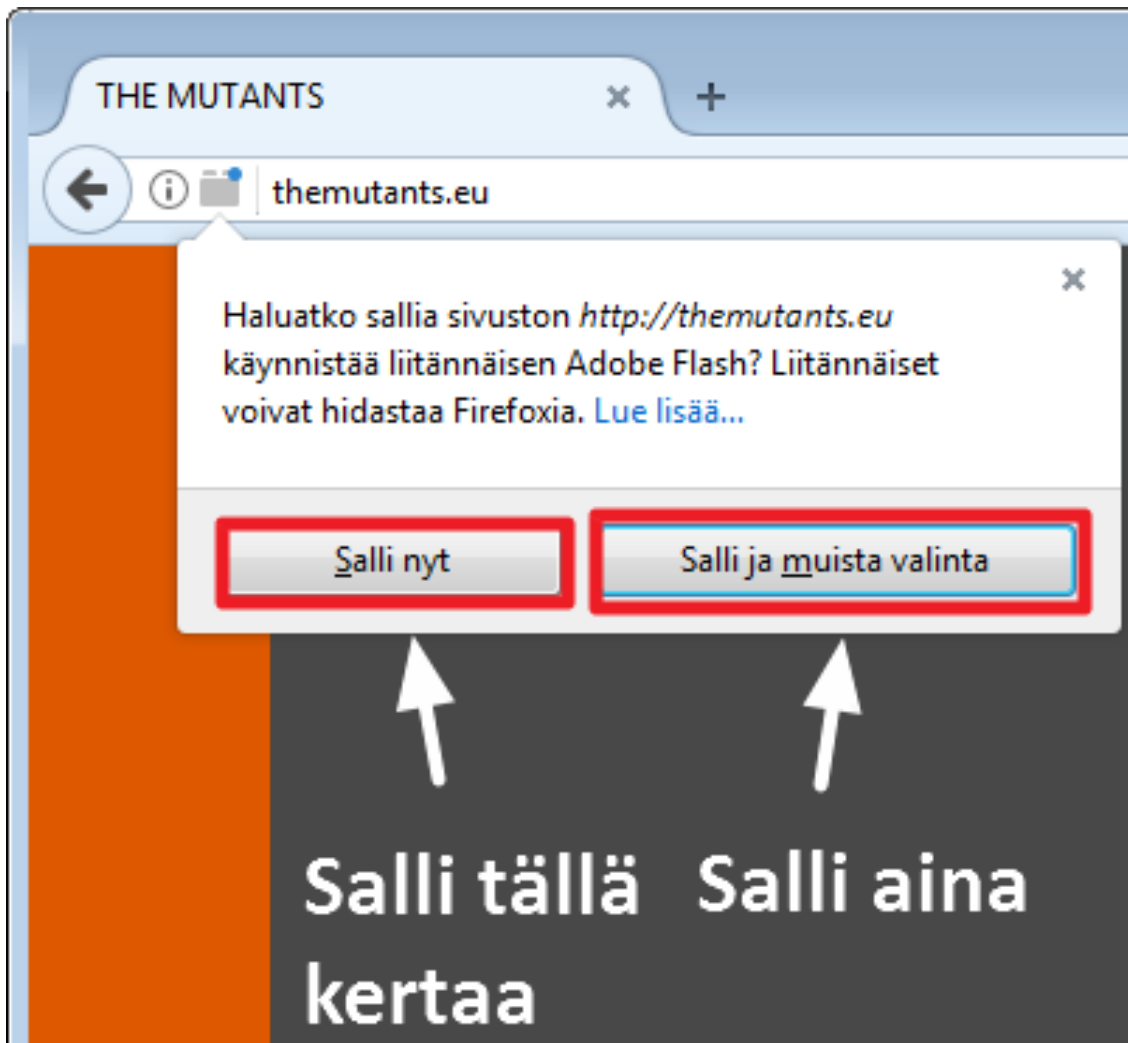 THE MUTANTS
themutants.eu
Haluatko sallia sivuston http://themutants.eu
käynnistää liitännäisen Adobe Flash? Liitännäiset
voivat hidastaa Firefoxia. Lue lisää...
Salli nyt
Salli ja muista valinta
Salli tällä
kertaa
Salli aina